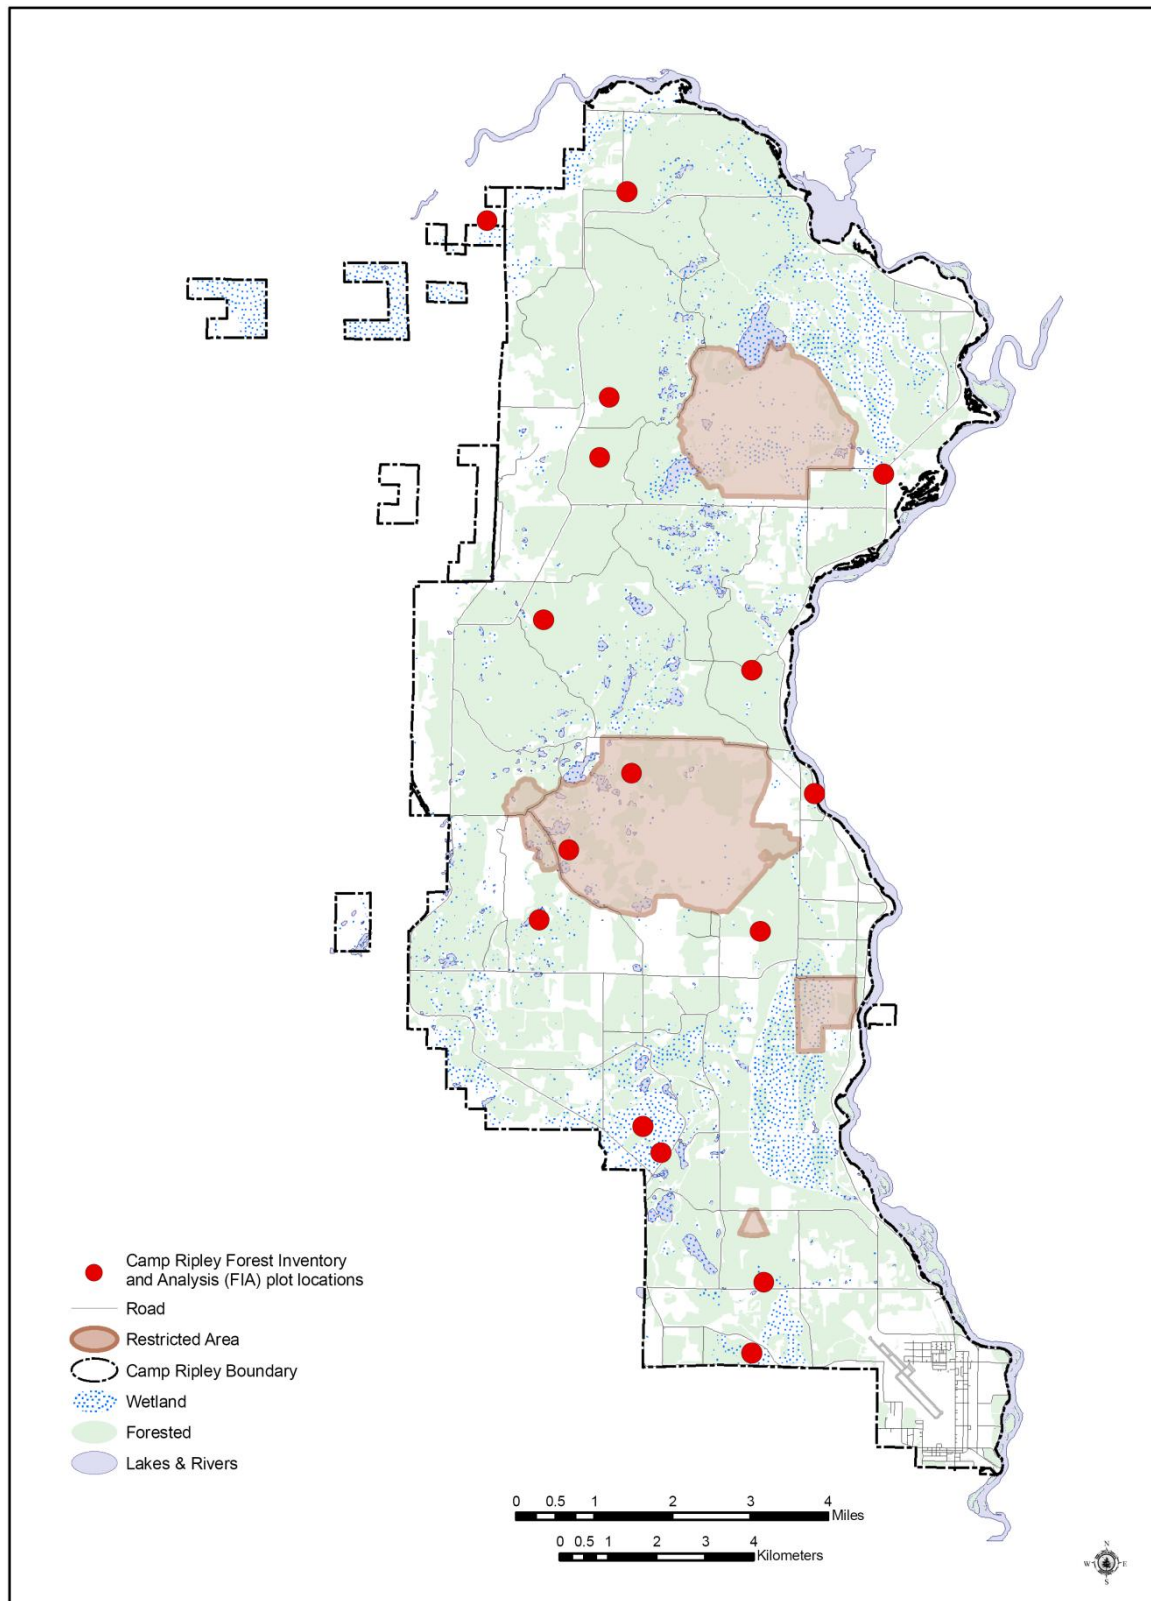 Camp Ripley Forest Inventory
and Analysis (FIA) plot locations
Road
Restricted Area
Camp Ripley Boundary
Wetland
Forested
Lakes & Rivers
0 0.5 1 2 3 4
Miles
0 0.5 1 2 3 4
Kilometers
N
W E
S